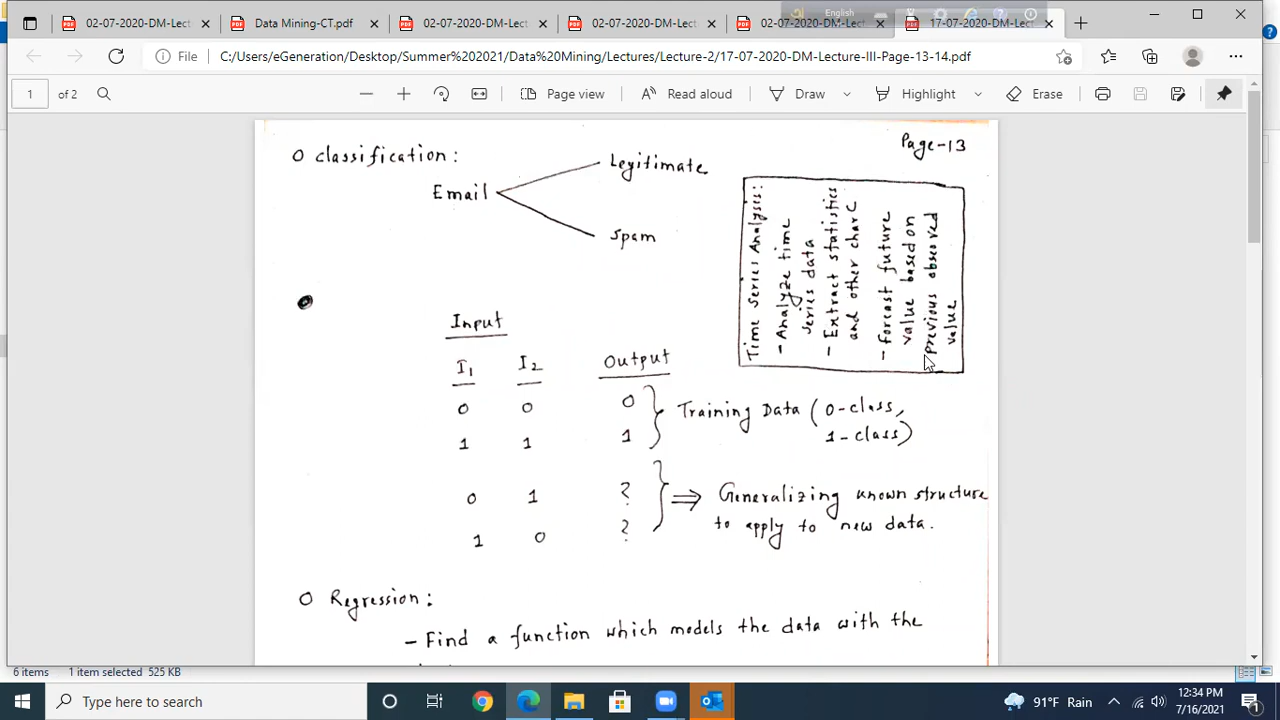 02-07-2020-DM-Lect
Data Mining-CT.pdf
02-07-2020-DM-Lect
02-07-2020-DM-Lect
02-07-2020-DM-Lect
17-07-2020-DM-Lect
English
File
C:/Users/eGeneration/Desktop/Summer%202021/Data%20Mining/Lectures/Lecture-2/17-07-2020-DM-Lecture-III-Page-13-14.pdf
1 of 2
Page view
Read aloud
Draw
Highlight
Erase
Page-13
O classification:
Email
Legitimate
Spam
Time Series Analyses:
- Analyze time
series data
- Extract statistics
and other charC
- Forcast future
value based on
previous observed
value
Input
I1 I2 Output
0 0 0
1 1 1
Training Data (0-class,
1-class)
0 1 ?
1 0 ?
⇒ Generalizing known structure
to apply to new data.
O Regression:
- Find a function which models the data with the
6 items 1 item selected 525 KB
Type here to search
91°F Rain
12:34 PM
7/16/2021
1